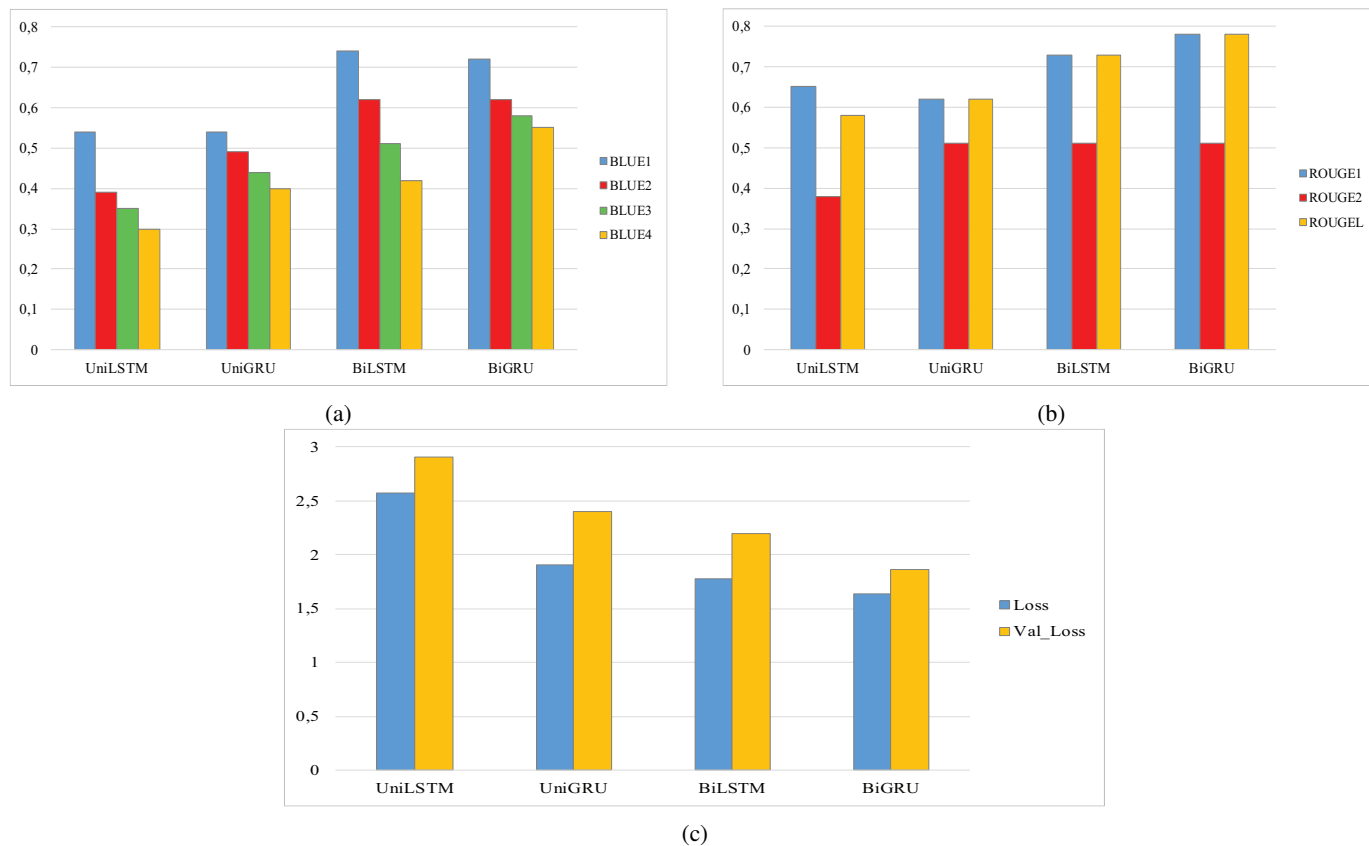 0,8
0,7
0,6
0,5
0,4
0,3
0,2
0,1
0
UniLSTM UniGRU BiLSTM BiGRU
BLUE1
BLUE2
BLUE3
BLUE4
(a)
0,8
0,7
0,6
0,5
0,4
0,3
0,2
0,1
0
UniLSTM UniGRU BiLSTM BiGRU
ROUGE1
ROUGE2
ROUGEL
(b)
3
2,5
2
1,5
1
0,5
0
UniLSTM UniGRU BiLSTM BiGRU
Loss
Val_Loss
(c)